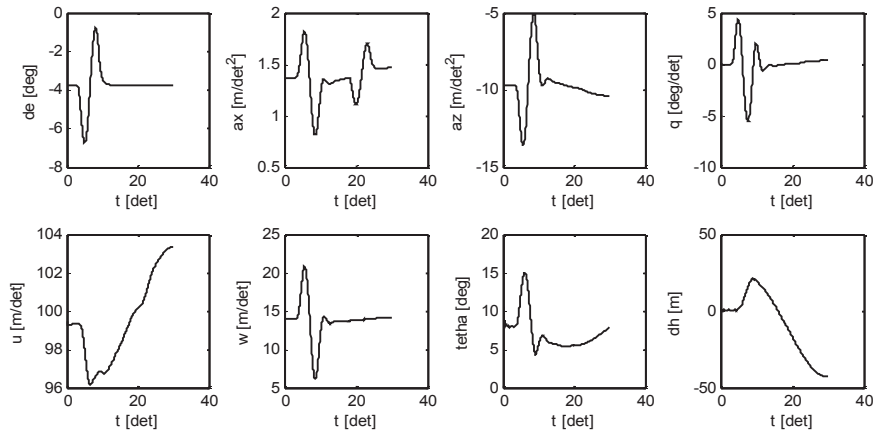 de [deg]
0
-2
-4
-6
-8
0 20 40
t [det]
ax [m/det²]
2
1.5
1
0.5
0 20 40
t [det]
az [m/det²]
-5
-10
-15
0 20 40
t [det]
q [deg/det]
5
0
-5
-10
0 20 40
t [det]
u [m/det]
104
102
100
98
96
0 20 40
t [det]
w [m/det]
25
20
15
10
5
0 20 40
t [det]
tetha [deg]
20
15
10
5
0
0 20 40
t [det]
dh [m]
50
0
-50
0 20 40
t [det]